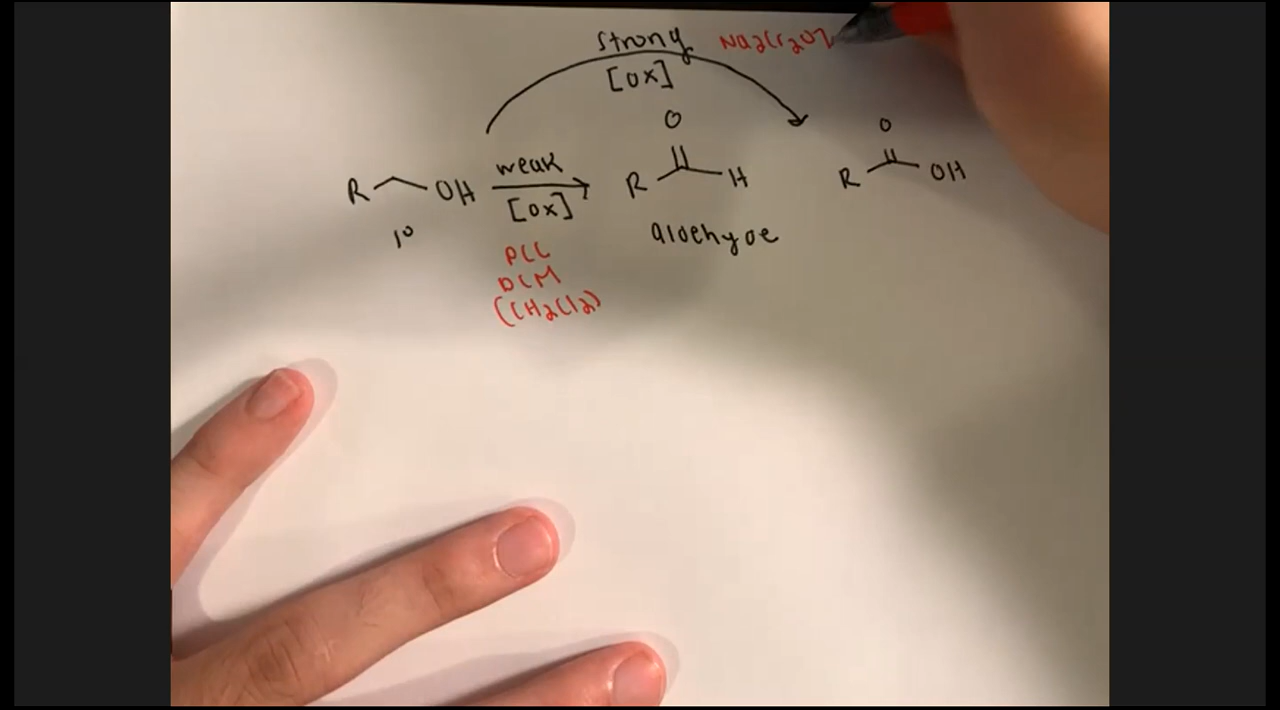 strong Na2Cr2O7
[OX]
O
O
weak
R OH
[OX]
R H
R OH
1°
aldehyde
PCC
DCM
(CH2Cl2)